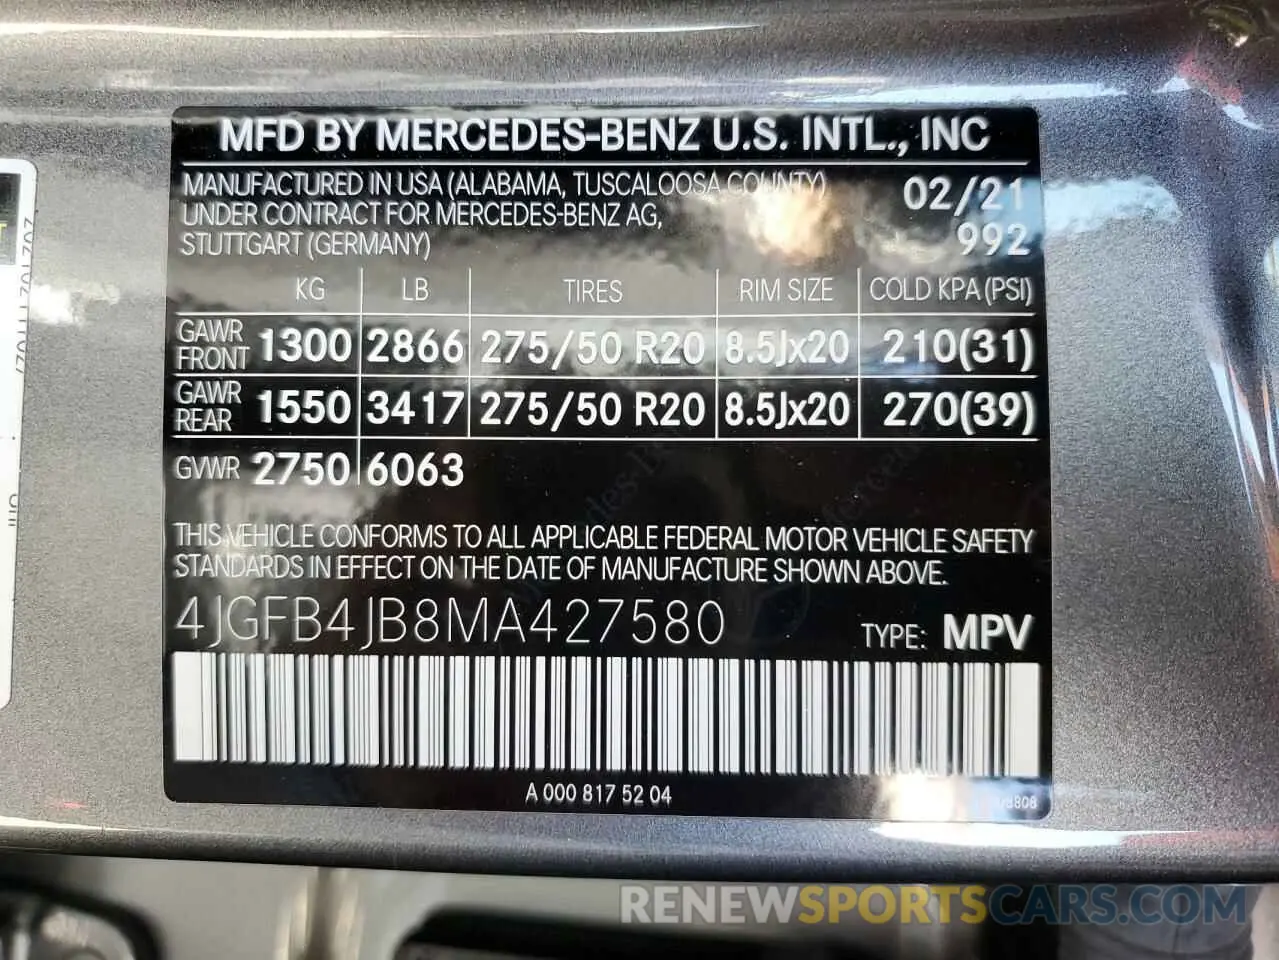 MFD BY MERCEDES-BENZ U.S. INTL., INC
MANUFACTURED IN USA (ALABAMA, TUSCALOOSA COUNTY) 02/21
UNDER CONTRACT FOR MERCEDES-BENZ AG, 992
STUTTGART (GERMANY)
KG LB TIRES RIM SIZE COLD KPA (PSI)
GAWR FRONT 1300 2866 275/50 R20 8.5Jx20 210(31)
GAWR REAR 1550 3417 275/50 R20 8.5Jx20 270(39)
GVWR 2750 6063
THIS VEHICLE CONFORMS TO ALL APPLICABLE FEDERAL MOTOR VEHICLE SAFETY
STANDARDS IN EFFECT ON THE DATE OF MANUFACTURE SHOWN ABOVE.
4JGFB4JB8MA427580 TYPE: MPV
A 000 817 52 04
RENEWSPORTSCARS.COM